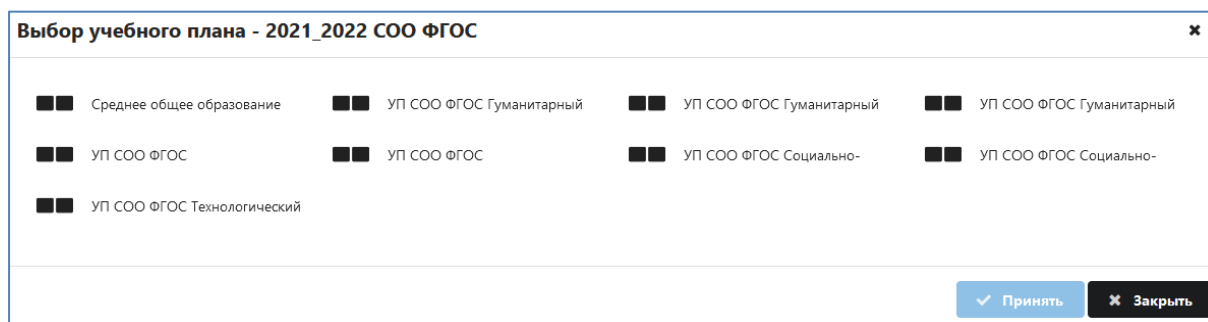 Выбор учебного плана - 2021_2022 СОО ФГОС
Среднее общее образование
УП СОО ФГОС Гуманитарный
УП СОО ФГОС Гуманитарный
УП СОО ФГОС Гуманитарный
УП СОО ФГОС
УП СОО ФГОС
УП СОО ФГОС Социально-
УП СОО ФГОС Социально-
УП СОО ФГОС Технологический
Принять
Закрыть